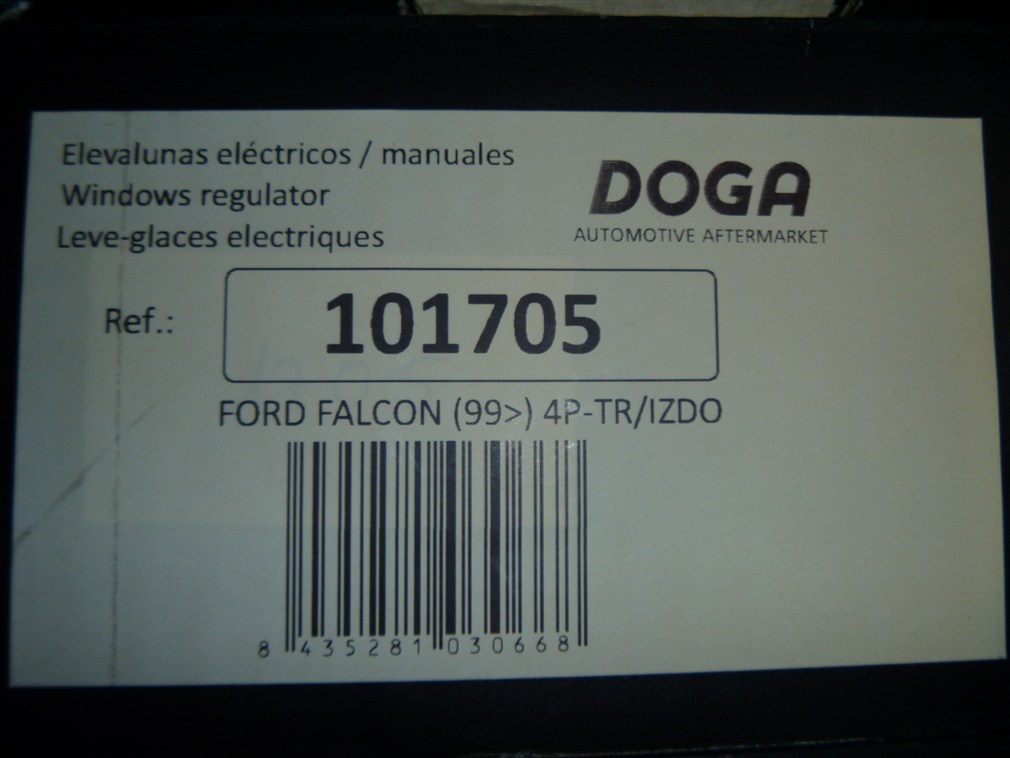 Elevalunas eléctricos / manuales
Windows regulator
Leve-glaces electriques
DOGA
AUTOMOTIVE AFTERMARKET
Ref.: 101705
FORD FALCON (99>) 4P-TR/IZDO
8 435281 030668